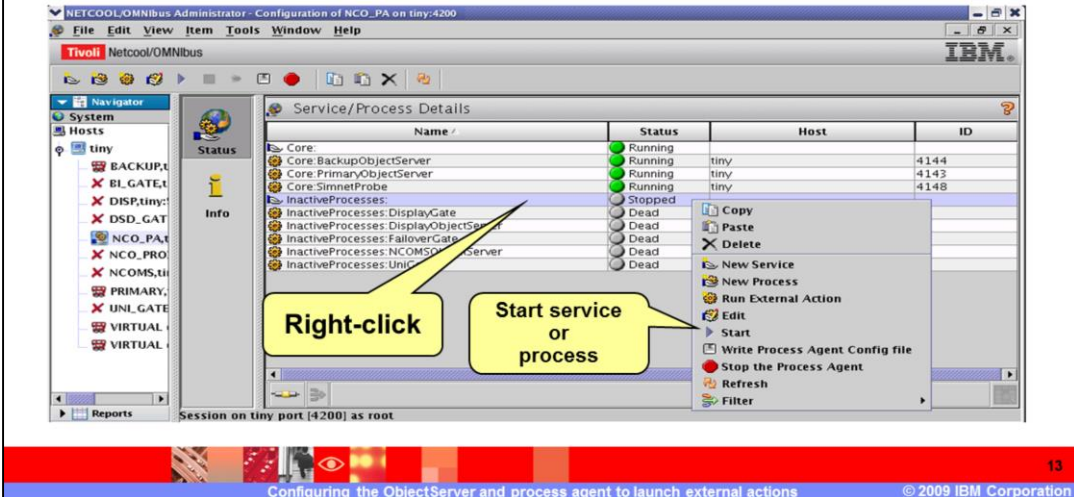 NETCOOL/OMNIbus Administrator - Configuration of NCO_PA on tiny:4200
File Edit View Item Tools Window Help
Tivoli Netcool/OMNIbus
IBM®
Navigator
System
Hosts
tiny
BACKUP,t
BI_GATE,t
DISP,tiny:
DSD_GAT
NCO_PA,t
NCO_PRO
NCOMS,ti
PRIMARY,
UNI_GATE
VIRTUAL
VIRTUAL
Reports
Status
Info
Service/Process Details
Name Status Host ID
Core: Running
Core:BackupObjectServer Running tiny 4144
Core:PrimaryObjectServer Running tiny 4143
Core:SimnetProbe Running tiny 4148
InactiveProcesses: Stopped
InactiveProcesses:DisplayGate Dead
InactiveProcesses:DisplayObjectServer Dead
InactiveProcesses:FailoverGate Dead
Server Dead
Dead
Copy
Paste
Delete
New Service
New Process
Run External Action
Edit
Start
Write Process Agent Config file
Stop the Process Agent
Refresh
Filter
Right-click
Start service
or
process
Session on tiny port [4200] as root
13
Configuring the ObjectServer and process agent to launch external actions
© 2009 IBM Corporation